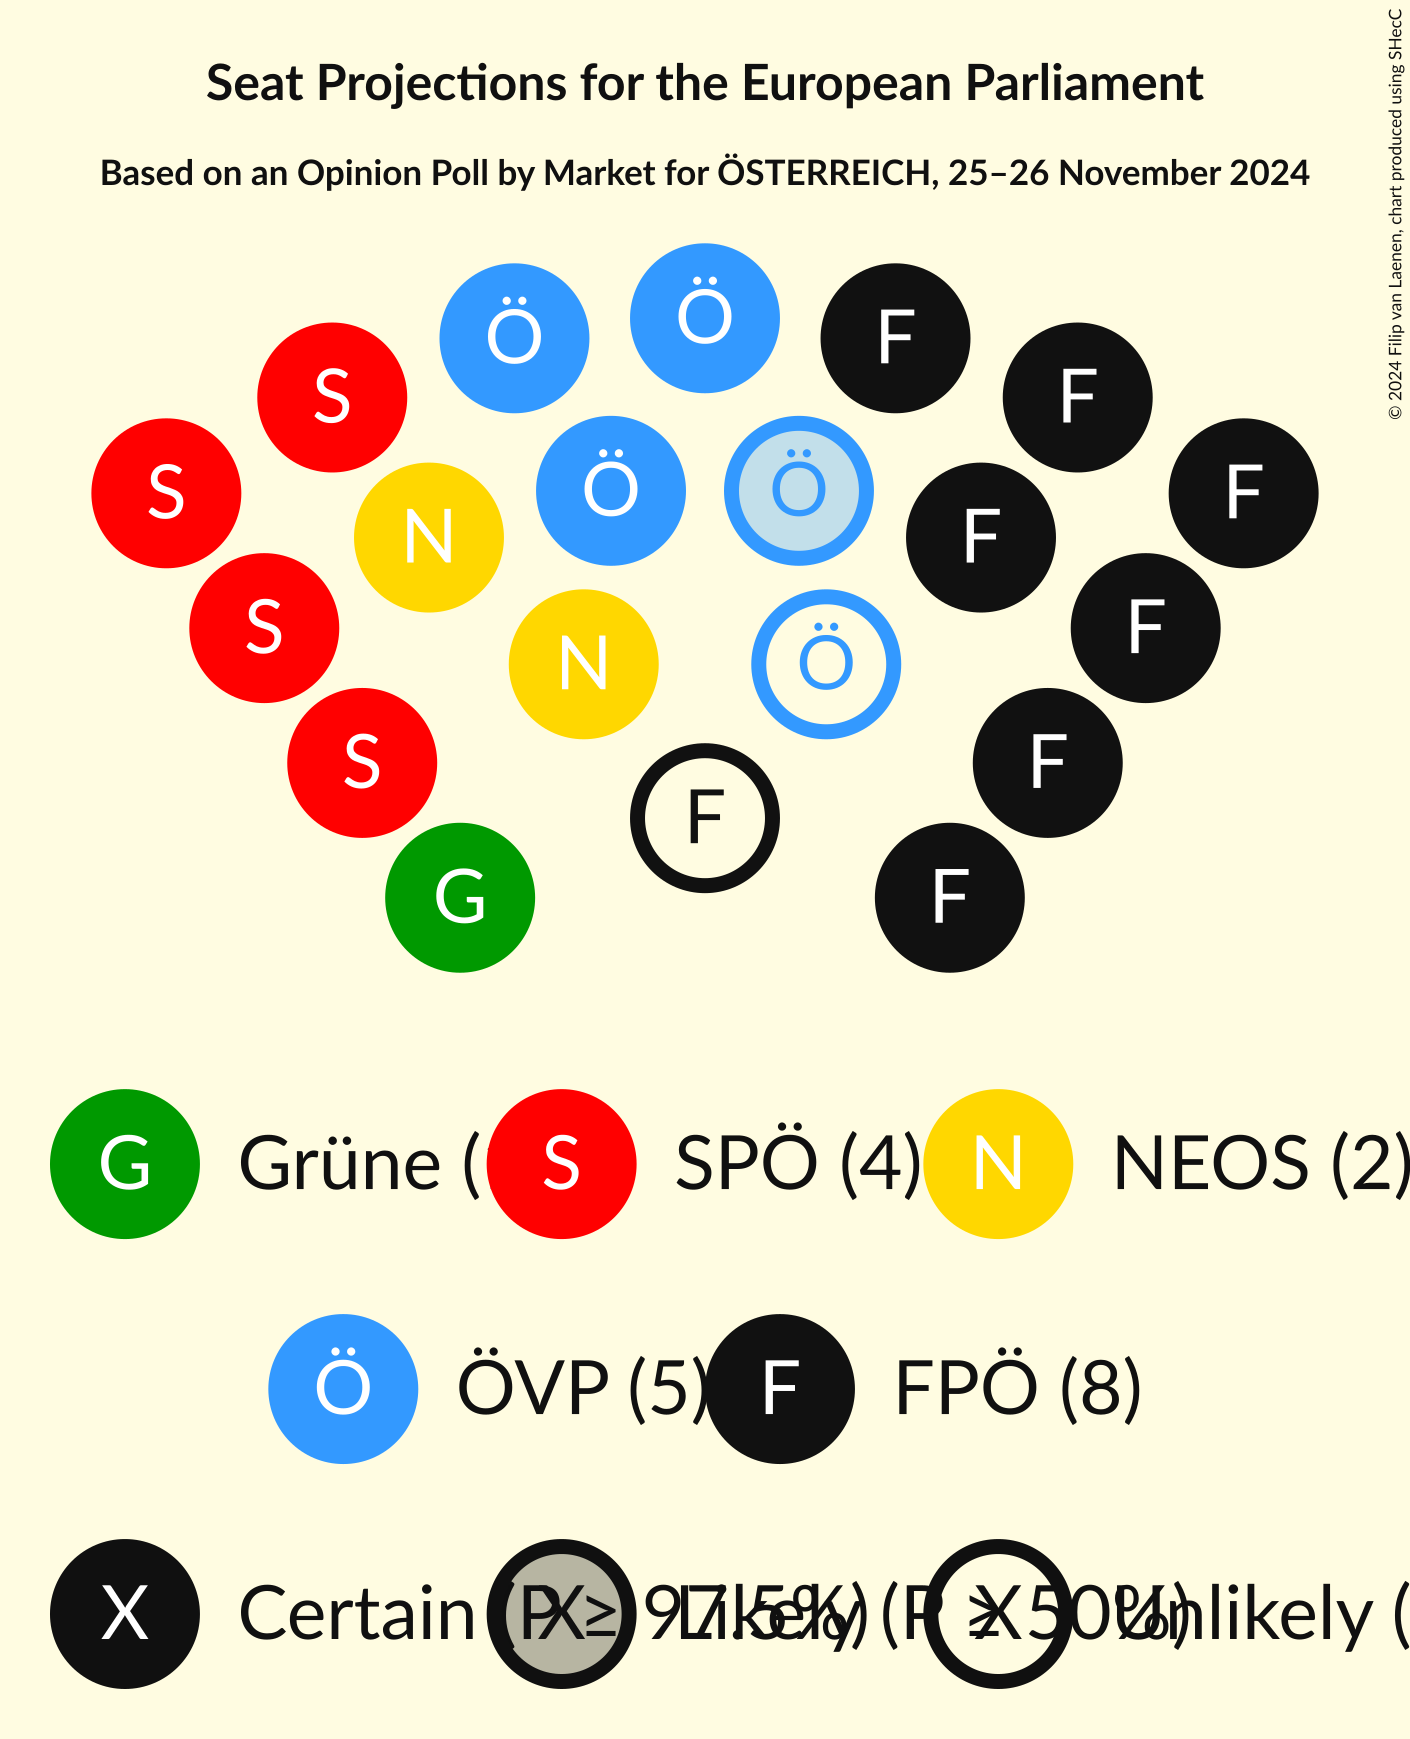 Seat Projections for the European Parliament
Based on an Opinion Poll by Market for ÖSTERREICH, 25–26 November 2024
© 2024 Filip van Laenen, chart produced using SHecC
Ö
Ö F
S F
S Ö Ö F
N F
S F
N Ö
S F
F
G F
G Grüne ( S SPÖ (4) N NEOS (2)
Ö ÖVP (5) F FPÖ (8)
X Certain (P ≥ 97.5%) X Likely (P ≥ 50%) X Unlikely (